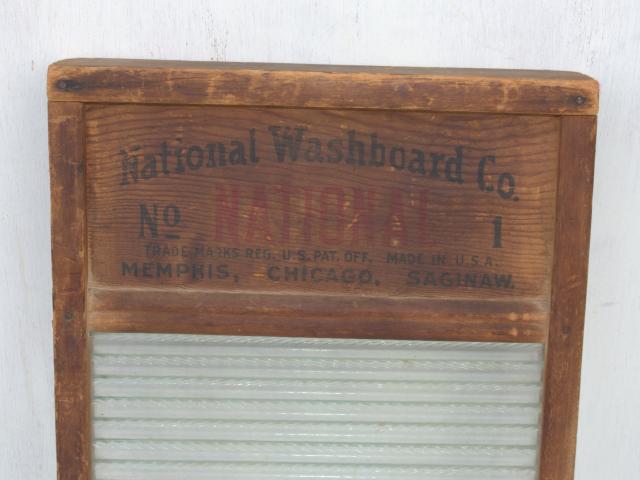 National Washboard Co.
No NATIONAL 1
TRADE MARKS REG. U.S. PAT. OFF. MADE IN U.S.A.
MEMPHIS, CHICAGO, SAGINAW.